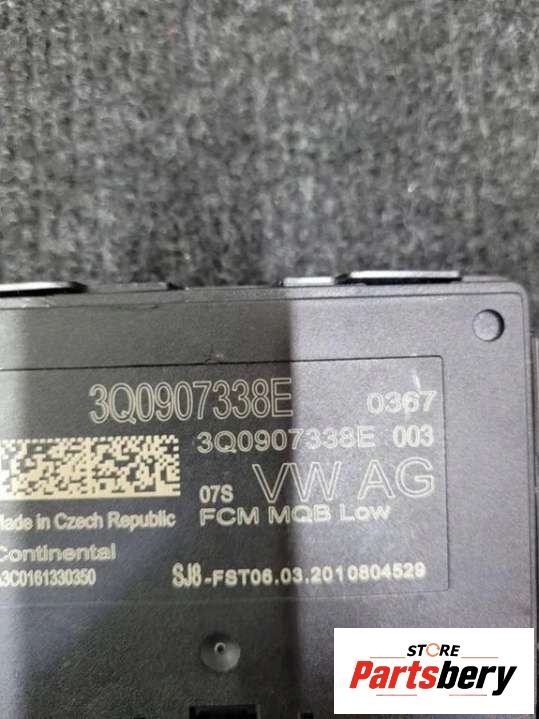 3Q0907338E 0367
3Q0907338E 003
07S VW AG
Made in Czech Republic FCM MQB Low
Continental
A3C0161330350 SJ8-FST06.03.2010804529
STORE
Partsbery